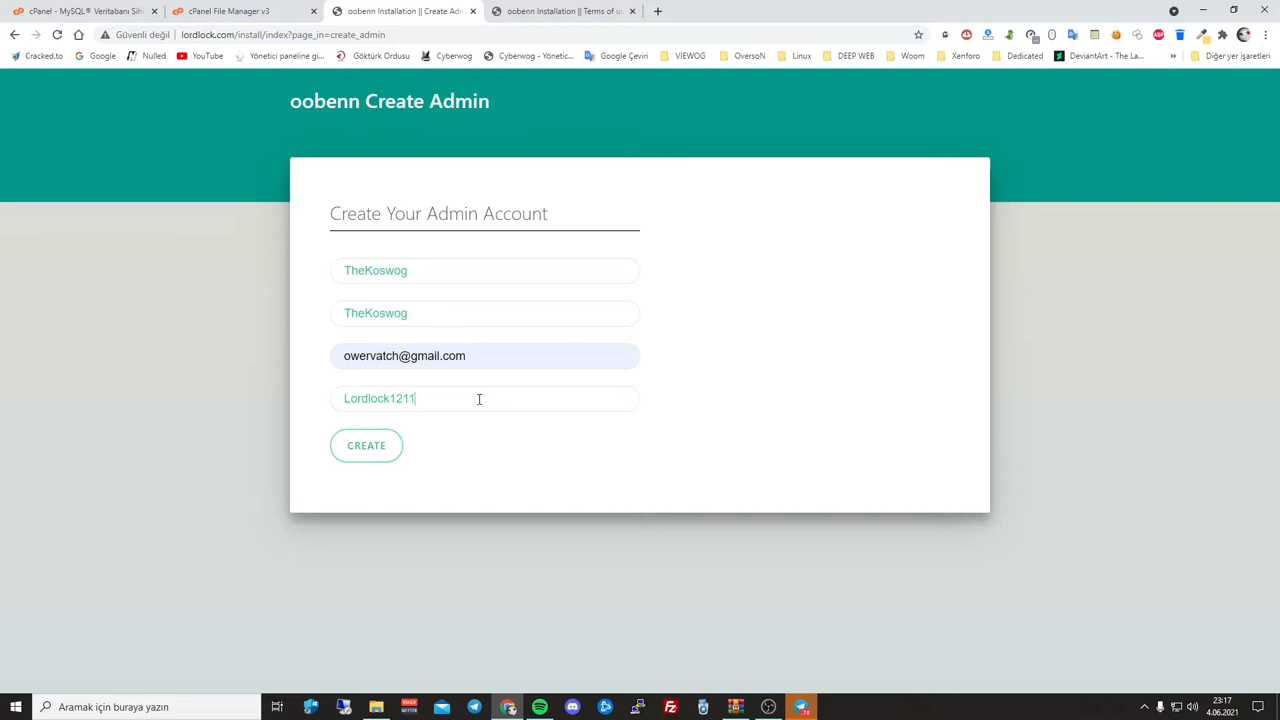 cPanel - MySQL® Veritabanı Sih
cPanel File Manager v3
oobenn Installation || Create Adm
oobenn Installation || Terms of u
Güvenli değil
lordlock.com/install/index?page_in=create_admin
Cracked.to
Google
Nulled
YouTube
Yönetici paneline gi...
Göktürk Ordusu
Cyberwog
Cyberwog - Yönetic...
Google Çeviri
VİEWOG
OversoN
DEEP WEB
Linux
Woom
Xenforo
Dedicated
DeviantArt - The La...
»
Diğer yer işaretleri
oobenn Create Admin
Create Your Admin Account
TheKoswog
TheKoswog
owervatch@gmail.com
Lordlock1211
CREATE
Aramak için buraya yazın
23:17
4.06.2021